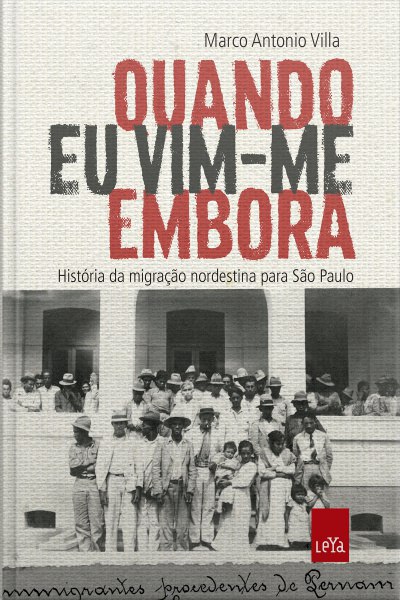 Marco Antonio Villa
QUANDO
EU VIM-ME
EMBORA
História da migração nordestina para São Paulo
LeYa
immigrantes procedentes de Pernam